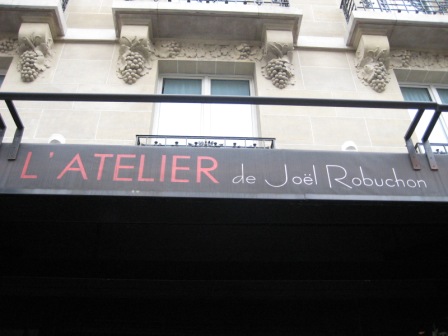 L'ATELIER de Joël Robuchon